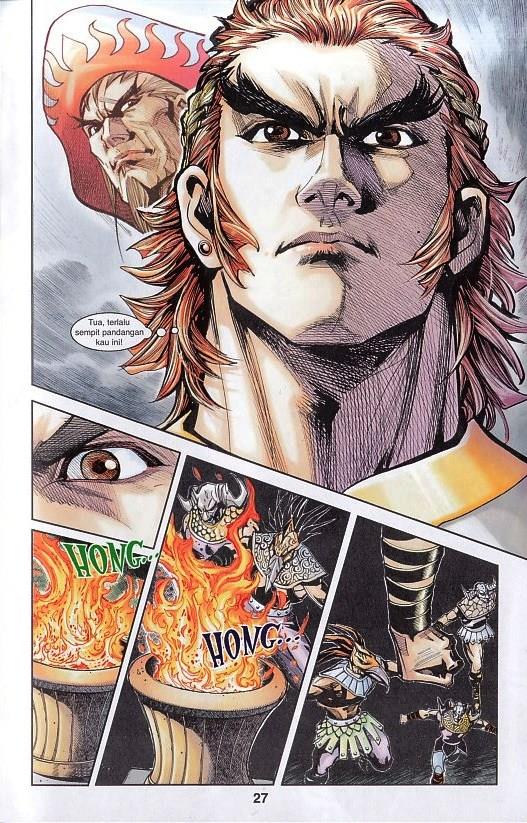 Tua, terlalu
sempit pandangan
kau ini!
HONG...
HONG...
27